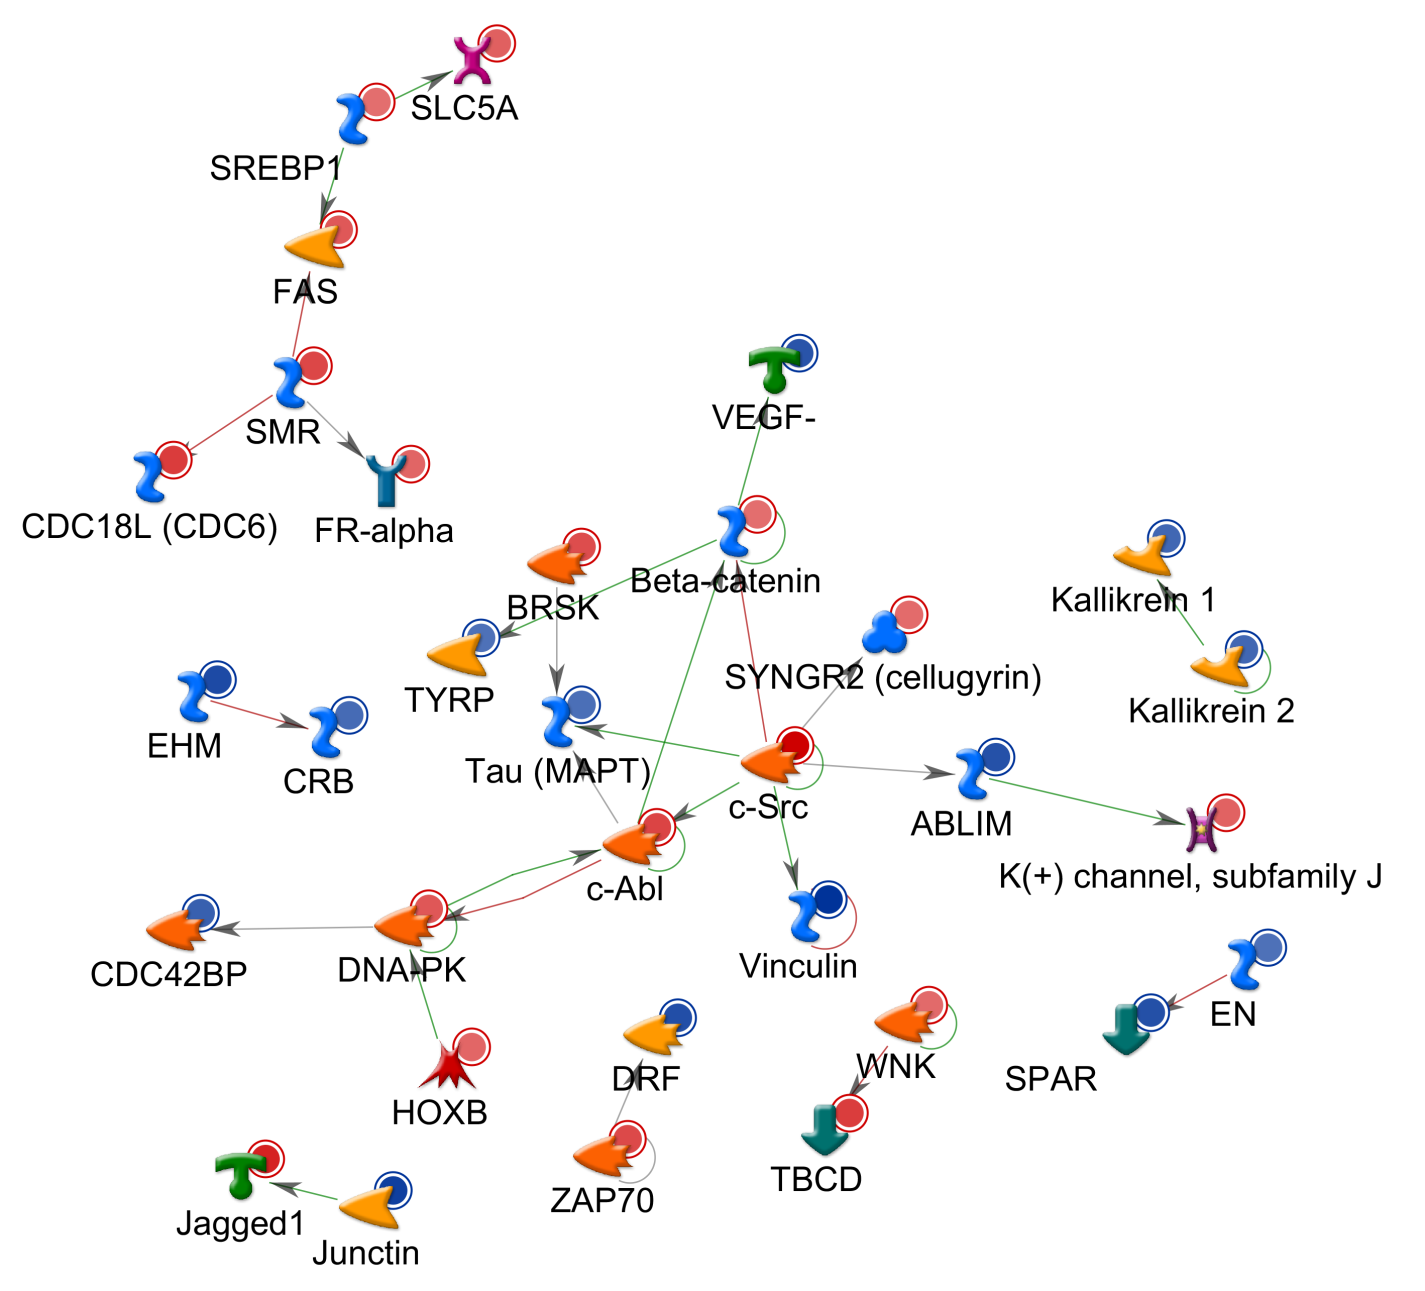 SLC5A
SREBP1
FAS
SMR
VEGF-
CDC18L (CDC6)
FR-alpha
Beta-catenin
BRSK
Kallikrein 1
SYNGR2 (cellugyrin)
TYRP
Kallikrein 2
EHM
CRB
Tau (MAPT)
c-Src
ABLIM
K(+) channel, subfamily J
c-Abl
Vinculin
CDC42BP
DNA-PK
EN
WNK
SPAR
DRF
HOXB
TBCD
ZAP70
Jagged1
Junctin